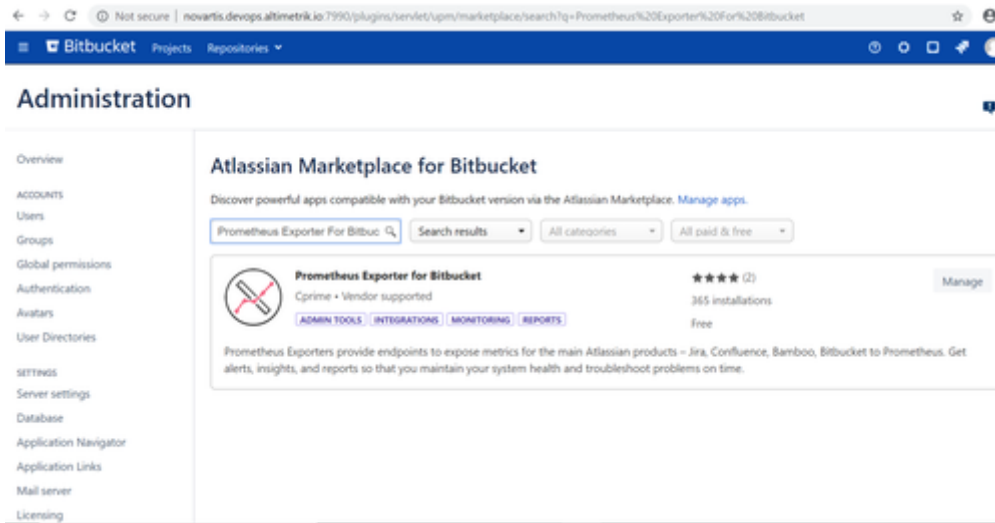 Not secure | novartis.devops.altimetrik.io:7990/plugins/servlet/upm/marketplace/search?q=Prometheus%20Exporter%20For%20Bitbucket
Bitbucket Projects Repositories
Administration
Overview
ACCOUNTS
Users
Groups
Global permissions
Authentication
Avatars
User Directories
SETTINGS
Server settings
Database
Application Navigator
Application Links
Mail server
Licensing
Atlassian Marketplace for Bitbucket
Discover powerful apps compatible with your Bitbucket version via the Atlassian Marketplace. Manage apps.
Prometheus Exporter For Bitbuc Search results All categories All paid & free
Prometheus Exporter for Bitbucket
Cprime • Vendor supported
ADMIN TOOLS INTEGRATIONS MONITORING REPORTS
(2)
365 installations
Free
Manage
Prometheus Exporters provide endpoints to expose metrics for the main Atlassian products – Jira, Confluence, Bamboo, Bitbucket to Prometheus. Get
alerts, insights, and reports so that you maintain your system health and troubleshoot problems on time.